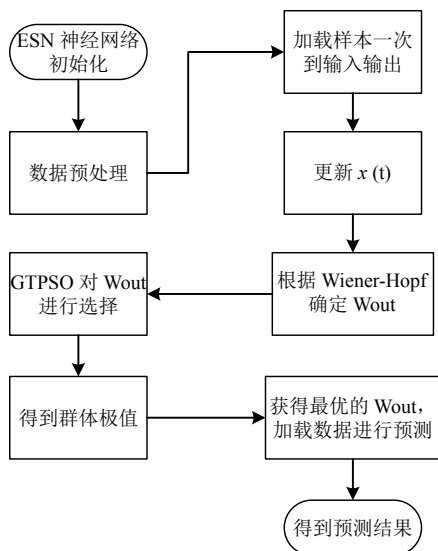 ESN 神经网络
初始化
数据预处理
加载样本一次
到输入输出
更新 x (t)
根据 Wiener-Hopf
确定 Wout
GTPSO 对 Wout
进行选择
得到群体极值
获得最优的 Wout，
加载数据进行预测
得到预测结果